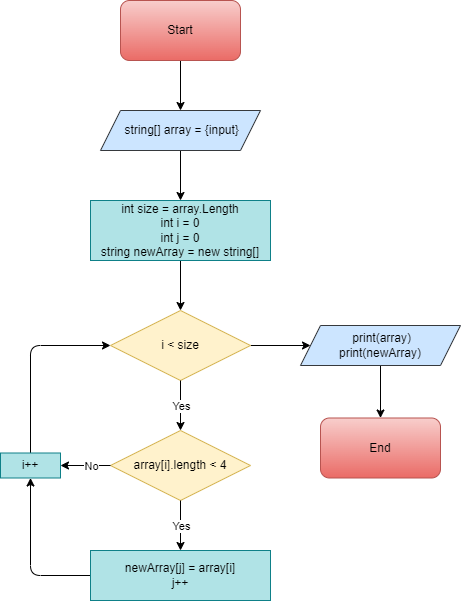 Start
string[] array = {input}
int size = array.Length
int i = 0
int j = 0
string newArray = new string[]
i < size
print(array)
print(newArray)
Yes
End
i++
No
array[i].length < 4
Yes
newArray[j] = array[i]
j++